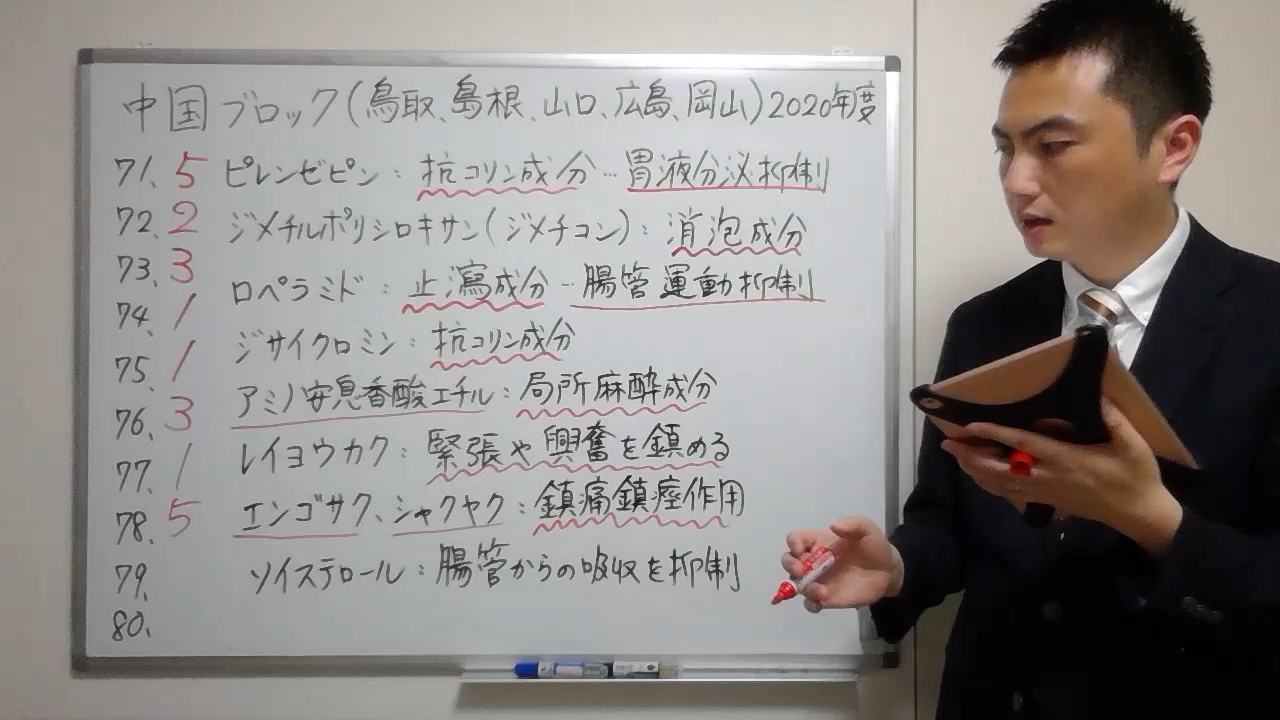 中国ブロック(鳥取、島根、山口、広島、岡山)2020年度
71. 5 ピレンゼピン:抗コリン成分…胃液分泌抑制
72. 2 ジメチルポリシロキサン(ジメチコン):消泡成分
73. 3 ロペラミド:止瀉成分…腸管運動抑制
74. 1 ジサイクロミン:抗コリン成分
75. 1 アミノ安息香酸エチル:局所麻酔成分
76. 3 レイヨウカク:緊張や興奮を鎮める
77. 1 エンゴサク、シャクヤク:鎮痛鎮痙作用
78. 5 ソイステロール:腸管からの吸収を抑制
79.
80.